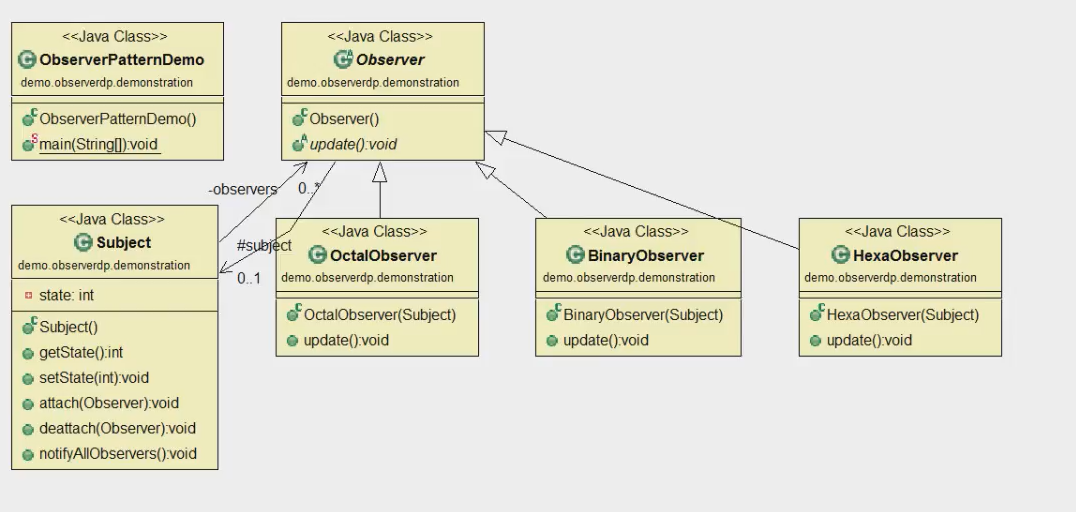 <<Java Class>>
ObserverPatternDemo
demo.observerdp.demonstration
ObserverPatternDemo()
main(String[]):void
<<Java Class>>
Observer
demo.observerdp.demonstration
Observer()
update():void
-observers 0..*
#subject
0..1
<<Java Class>>
Subject
demo.observerdp.demonstration
state: int
Subject()
getState():int
setState(int):void
attach(Observer):void
deattach(Observer):void
notifyAllObservers():void
<<Java Class>>
OctalObserver
demo.observerdp.demonstration
OctalObserver(Subject)
update():void
<<Java Class>>
BinaryObserver
demo.observerdp.demonstration
BinaryObserver(Subject)
update():void
<<Java Class>>
HexaObserver
demo.observerdp.demonstration
HexaObserver(Subject)
update():void